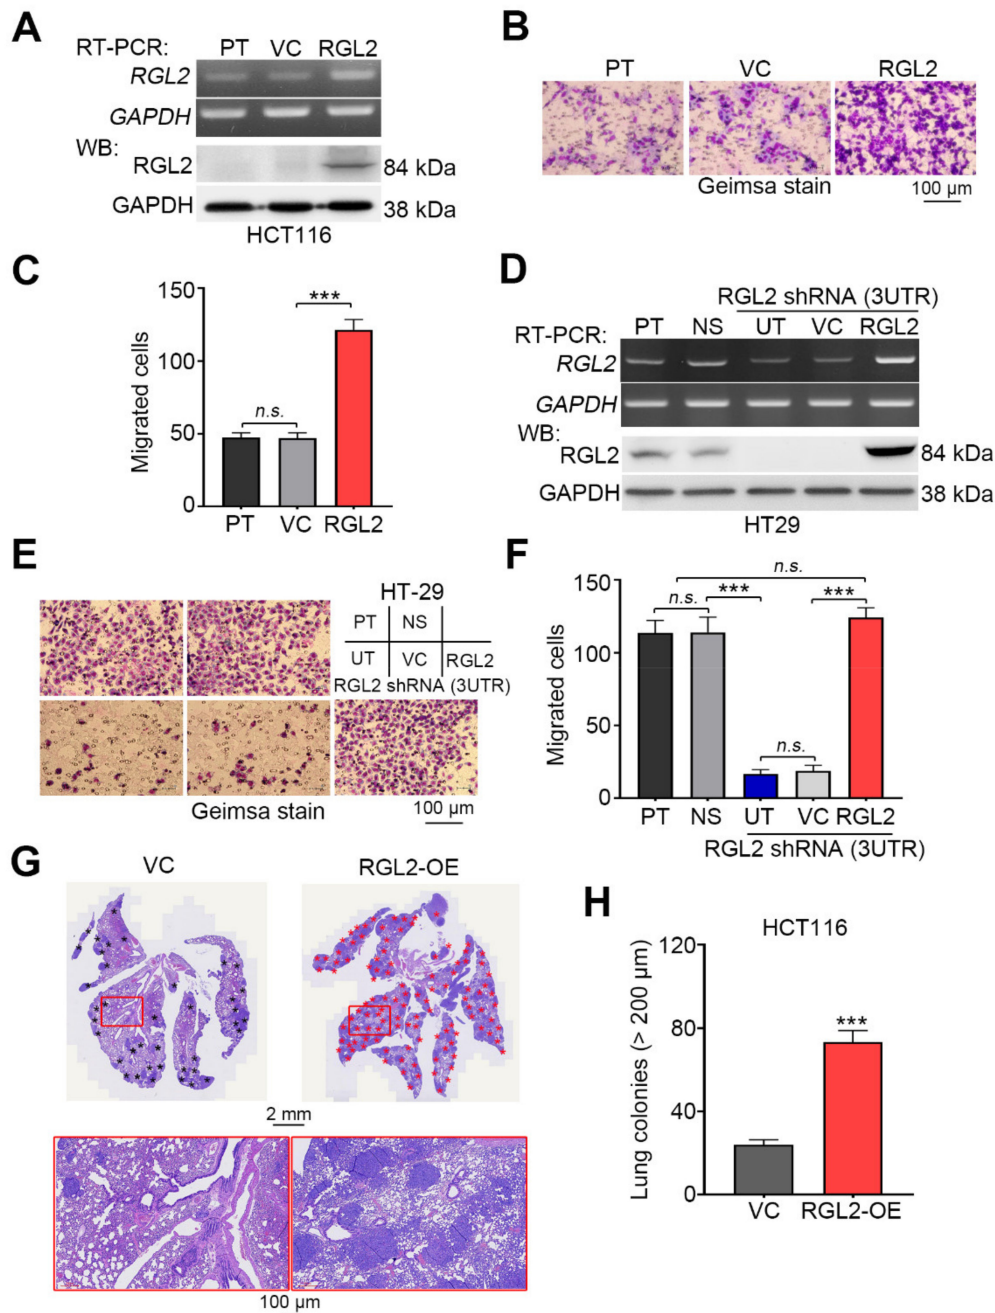 A
RT-PCR: PT VC RGL2
RGL2
GAPDH
WB:
RGL2 84 kDa
GAPDH 38 kDa
HCT116
B
PT VC RGL2
Geimsa stain
100 µm
C
Migrated cells
150
100
50
0
n.s.
***
PT VC RGL2
D
RGL2 shRNA (3UTR)
RT-PCR: PT NS UT VC RGL2
RGL2
GAPDH
WB:
RGL2 84 kDa
GAPDH 38 kDa
HT29
E
HT-29
PT NS
UT VC RGL2
RGL2 shRNA (3UTR)
Geimsa stain
100 µm
F
Migrated cells
150
100
50
0
n.s.
n.s. *** ***
n.s.
PT NS UT VC RGL2
RGL2 shRNA (3UTR)
G
VC RGL2-OE
2 mm
100 µm
H
HCT116
Lung colonies (> 200 µm)
120
80
40
0
***
VC RGL2-OE